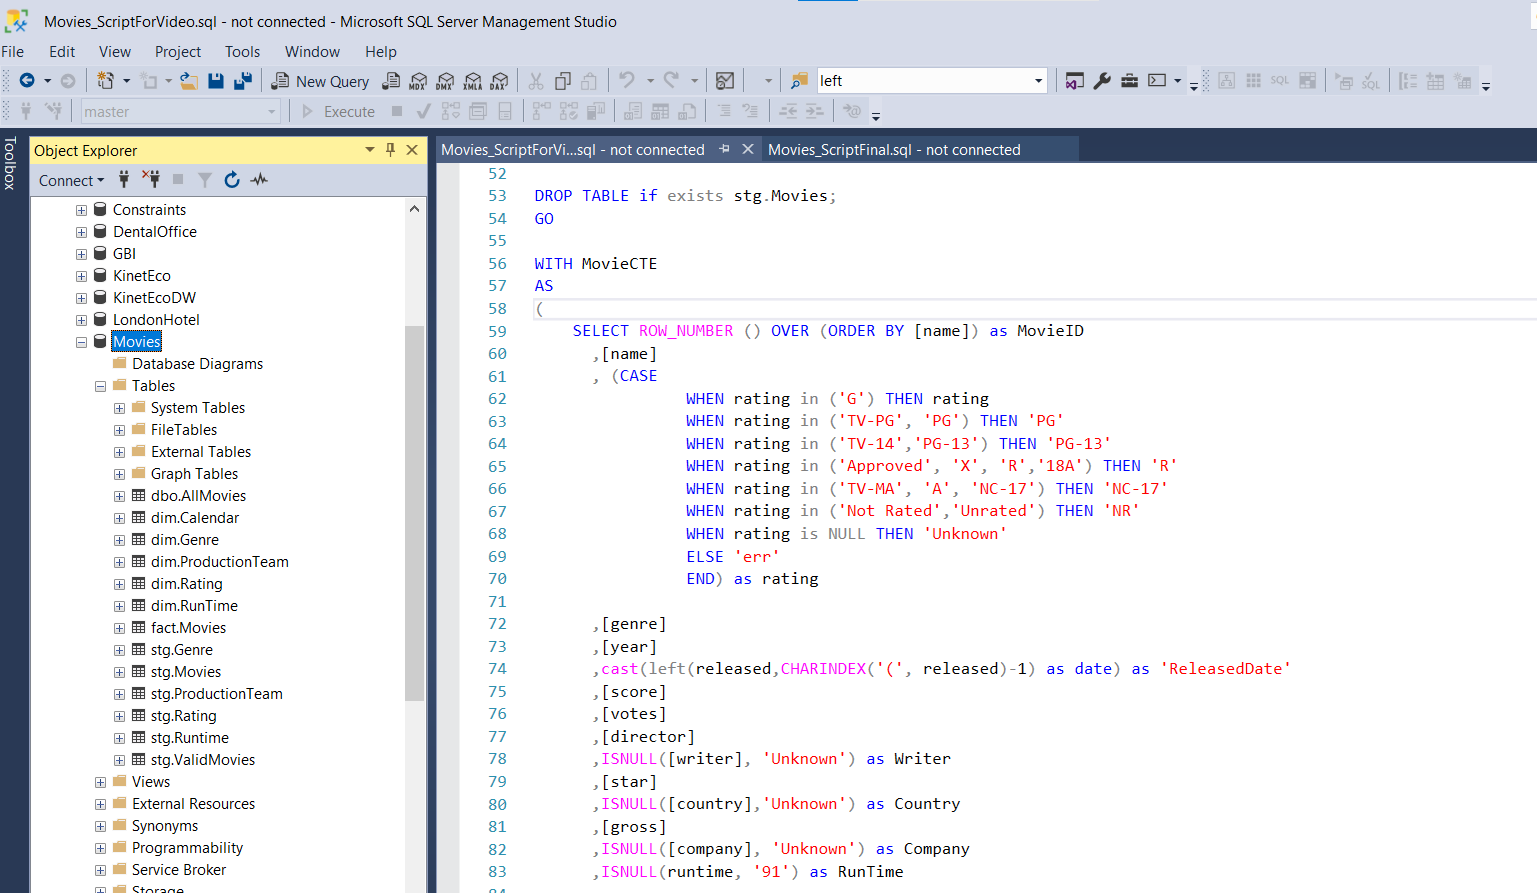 Movies_ScriptForVideo.sql - not connected - Microsoft SQL Server Management Studio
File Edit View Project Tools Window Help
New Query MDX DMX XMLA DAX left SQL
master Execute
Toolbox
Object Explorer
Connect
Constraints
DentalOffice
GBI
KinetEco
KinetEcoDW
LondonHotel
Movies
Database Diagrams
Tables
System Tables
FileTables
External Tables
Graph Tables
dbo.AllMovies
dim.Calendar
dim.Genre
dim.ProductionTeam
dim.Rating
dim.RunTime
fact.Movies
stg.Genre
stg.Movies
stg.ProductionTeam
stg.Rating
stg.Runtime
stg.ValidMovies
Views
External Resources
Synonyms
Programmability
Service Broker
Storage
Movies_ScriptForVi...sql - not connected Movies_ScriptFinal.sql - not connected
52
53 DROP TABLE if exists stg.Movies;
54 GO
55
56 WITH MovieCTE
57 AS
58 (
59 SELECT ROW_NUMBER () OVER (ORDER BY [name]) as MovieID
60 ,[name]
61 , (CASE
62 WHEN rating in ('G') THEN rating
63 WHEN rating in ('TV-PG', 'PG') THEN 'PG'
64 WHEN rating in ('TV-14','PG-13') THEN 'PG-13'
65 WHEN rating in ('Approved', 'X', 'R','18A') THEN 'R'
66 WHEN rating in ('TV-MA', 'A', 'NC-17') THEN 'NC-17'
67 WHEN rating in ('Not Rated','Unrated') THEN 'NR'
68 WHEN rating is NULL THEN 'Unknown'
69 ELSE 'err'
70 END) as rating
71
72 ,[genre]
73 ,[year]
74 ,cast(left(released,CHARINDEX('(', released)-1) as date) as 'ReleasedDate'
75 ,[score]
76 ,[votes]
77 ,[director]
78 ,ISNULL([writer], 'Unknown') as Writer
79 ,[star]
80 ,ISNULL([country],'Unknown') as Country
81 ,[gross]
82 ,ISNULL([company], 'Unknown') as Company
83 ,ISNULL(runtime, '91') as RunTime